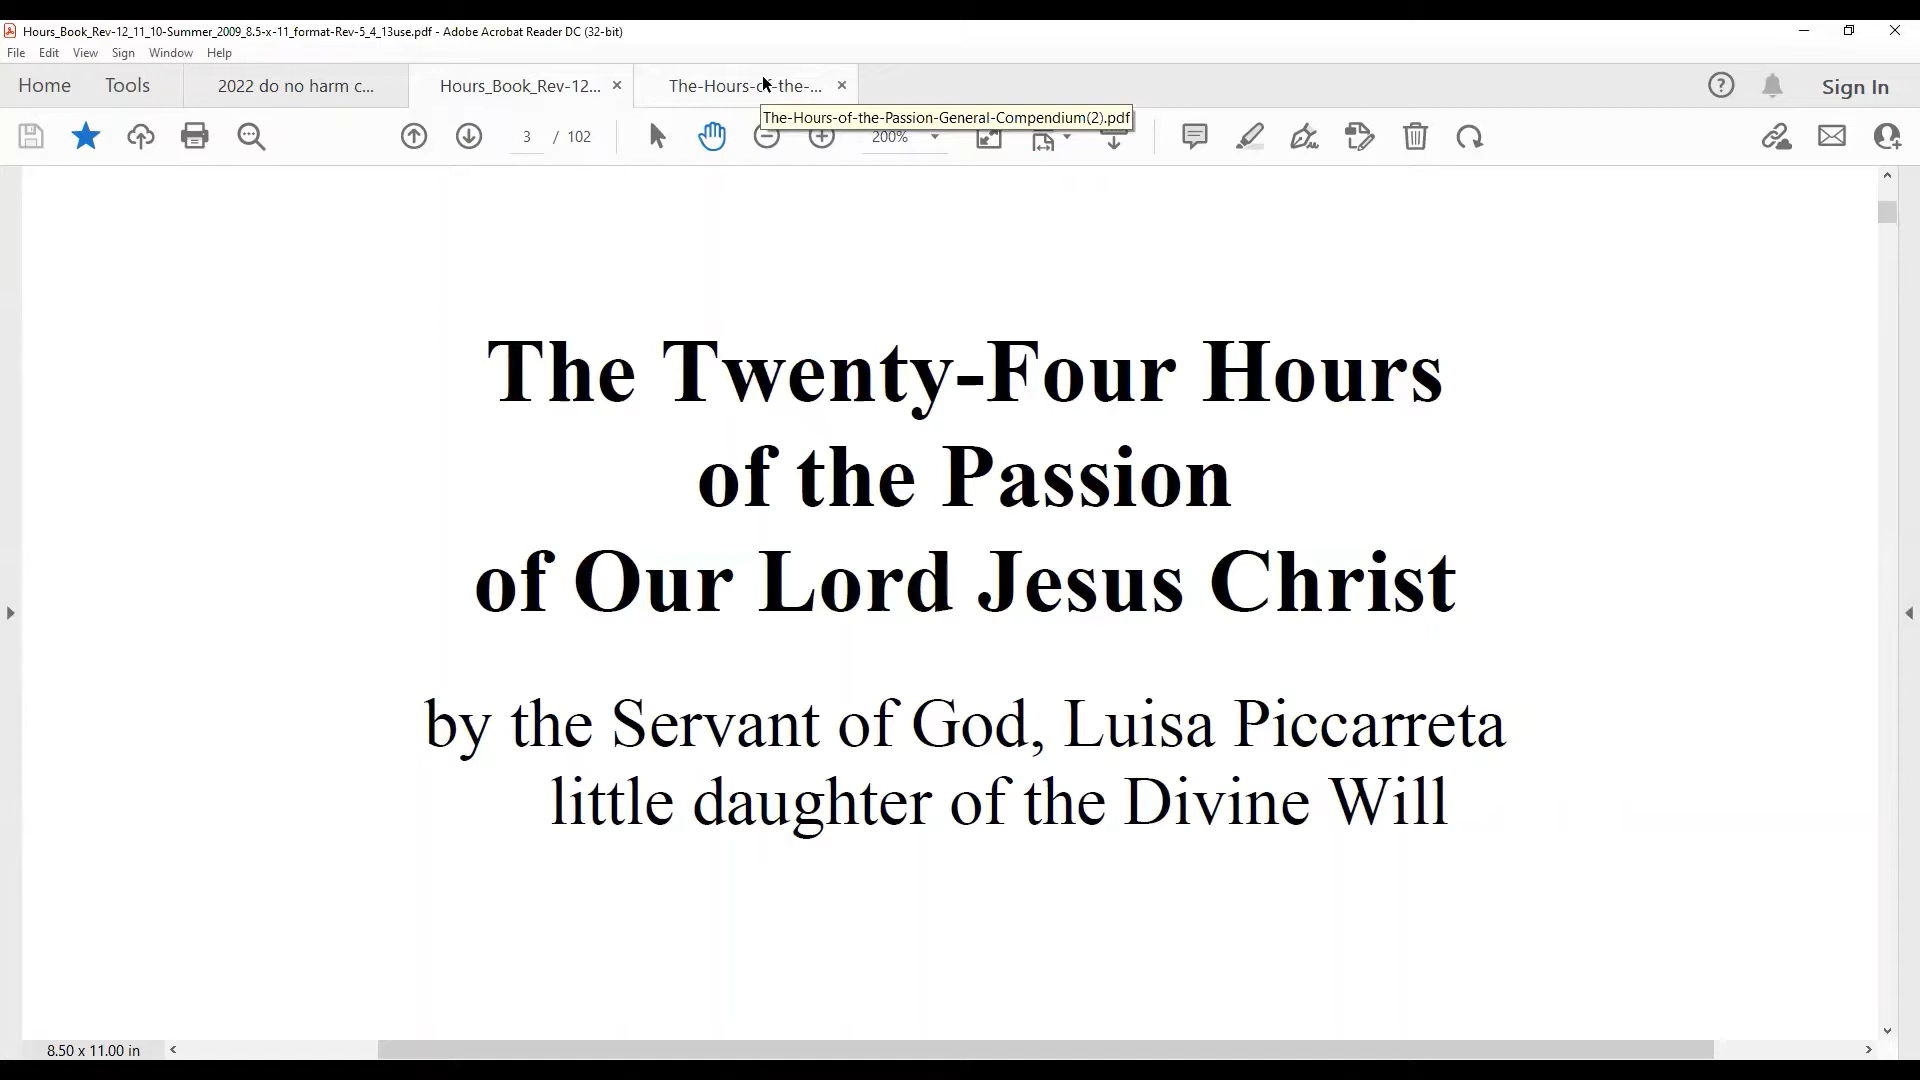 Hours_Book_Rev-12_11_10-Summer_2009_8.5-x-11_format-Rev-5_4_13use.pdf - Adobe Acrobat Reader DC (32-bit)
File Edit View Sign Window Help
Home Tools 2022 do no harm c... Hours_Book_Rev-12... The-Hours-of-the-... Sign In
The-Hours-of-the-Passion-General-Compendium(2).pdf
3 / 102 200%
The Twenty-Four Hours
of the Passion
of Our Lord Jesus Christ
by the Servant of God, Luisa Piccarreta
little daughter of the Divine Will
8.50 x 11.00 in